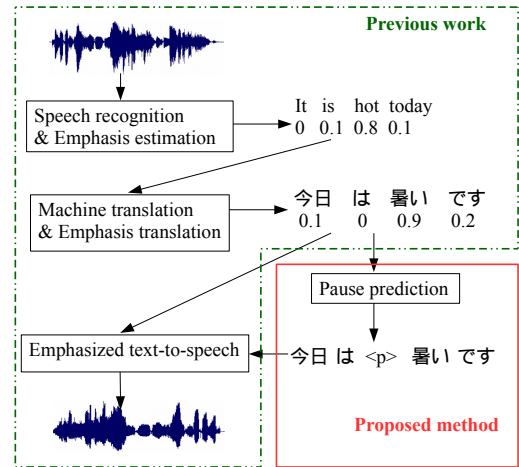 Previous work
Speech recognition
& Emphasis estimation
It is hot today
0 0.1 0.8 0.1
Machine translation
& Emphasis translation
今日 は 暑い です
0.1 0 0.9 0.2
Pause prediction
Emphasized text-to-speech
今日 は <p> 暑い です
Proposed method